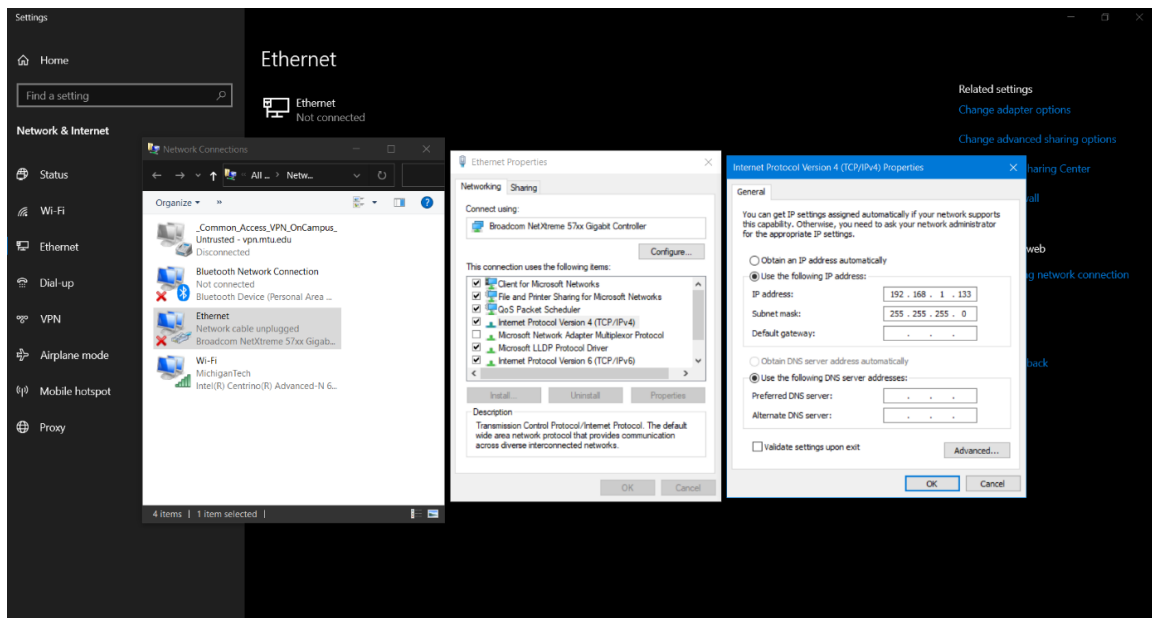 Settings
Home
Find a setting
Network & Internet
Status
Wi-Fi
Ethernet
Dial-up
VPN
Airplane mode
Mobile hotspot
Proxy
Ethernet
Ethernet
Not connected
Related settings
Change adapter options
Change advanced sharing options
haring Center
all
web
g network connection
back
Network Connections
All ... > Netw...
Organize
»
_Common_Access_VPN_OnCampus_
Untrusted - vpn.mtu.edu
Disconnected
Bluetooth Network Connection
Not connected
Bluetooth Device (Personal Area ...
Ethernet
Network cable unplugged
Broadcom NetXtreme 57xx Gigab...
Wi-Fi
MichiganTech
Intel(R) Centrino(R) Advanced-N 6...
4 items | 1 item selected |
Ethernet Properties
Networking Sharing
Connect using:
Broadcom NetXtreme 57xx Gigabit Controller
Configure...
This connection uses the following items:
Client for Microsoft Networks
File and Printer Sharing for Microsoft Networks
QoS Packet Scheduler
Internet Protocol Version 4 (TCP/IPv4)
Microsoft Network Adapter Multiplexor Protocol
Microsoft LLDP Protocol Driver
Internet Protocol Version 6 (TCP/IPv6)
Install... Uninstall Properties
Description
Transmission Control Protocol/Internet Protocol. The default
wide area network protocol that provides communication
across diverse interconnected networks.
OK Cancel
Internet Protocol Version 4 (TCP/IPv4) Properties
General
You can get IP settings assigned automatically if your network supports
this capability. Otherwise, you need to ask your network administrator
for the appropriate IP settings.
Obtain an IP address automatically
Use the following IP address:
IP address: 192 . 168 . 1 . 133
Subnet mask: 255 . 255 . 255 . 0
Default gateway: . . .
Obtain DNS server address automatically
Use the following DNS server addresses:
Preferred DNS server: . . .
Alternate DNS server: . . .
Validate settings upon exit
Advanced...
OK Cancel